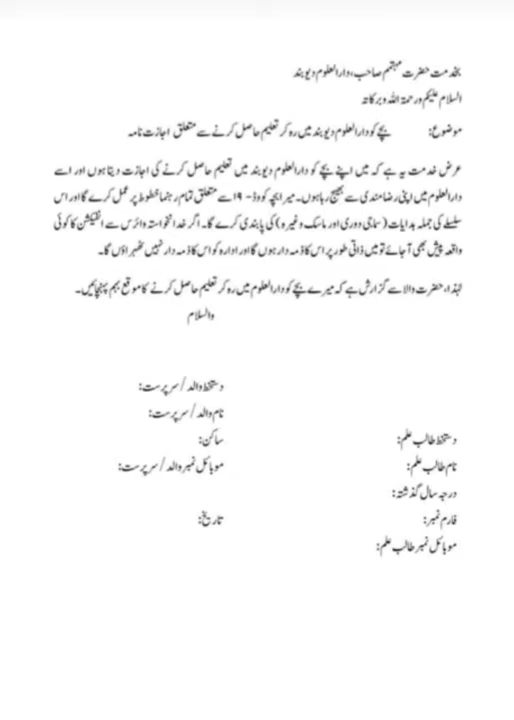 بخدمت حضرت مہتمم صاحب، دارالعلوم دیوبند
السلام علیکم ورحمۃ اللہ وبرکاتہ
موضوع: بچے کو دارالعلوم دیوبند میں رہ کر تعلیم حاصل کرنے سے متعلق اجازت نامہ
عرض خدمت یہ ہے کہ میں اپنے بچے کو دارالعلوم دیوبند میں تعلیم حاصل کرنے کی اجازت دیتا ہوں اور اسے
دارالعلوم میں اپنی رضامندی سے بھیج رہا ہوں۔ میرا بچہ کووڈ-۱۹ سے متعلق تمام رہنما خطوط پر عمل کرے گا اور اس
سلسلے کی جملہ ہدایات (سماجی دوری اور ماسک وغیرہ) کی پابندی کرے گا۔ اگر خدانخواستہ وائرس سے انفیکشن کا کوئی
واقعہ پیش بھی آجائے تو میں ذاتی طور پر اس کا ذمہ دار ہوں گا اور ادارہ کو اس کا ذمہ دار نہیں ٹھہراؤں گا۔
لہٰذا، حضرت والا سے گزارش ہے کہ میرے بچے کو دارالعلوم میں رہ کر تعلیم حاصل کرنے کا موقع بہم پہنچائیں۔
والسلام
دستخط والد / سرپرست:
نام والد / سرپرست:
دستخط طالب علم: ساکن:
نام طالب علم: موبائل نمبر والد / سرپرست:
درجہ سال گذشتہ:
فارم نمبر: تاریخ:
موبائل نمبر طالب علم: